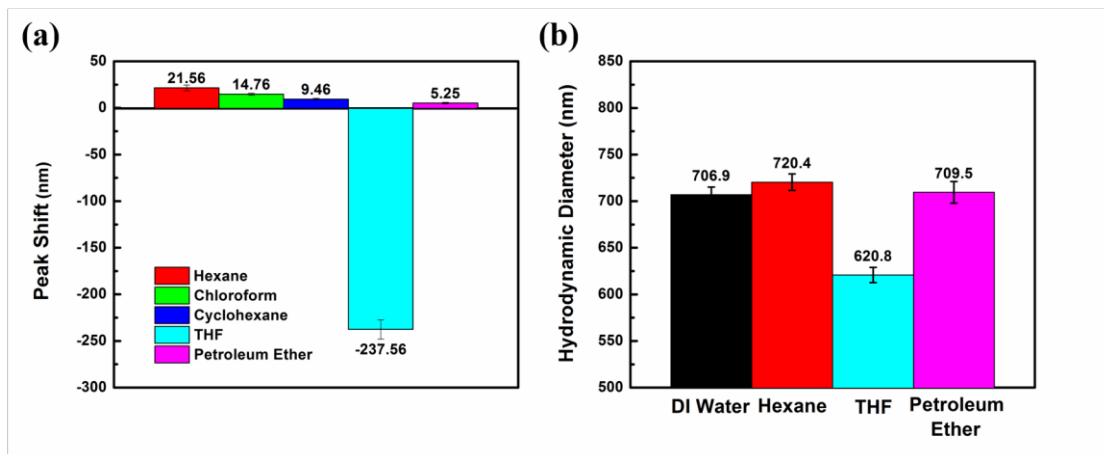 (a)
50
0
-50
-100
-150
-200
-250
-300
Peak Shift (nm)
21.56
14.76
9.46
-237.56
5.25
Hexane
Chloroform
Cyclohexane
THF
Petroleum Ether
(b)
850
800
750
700
650
600
550
500
Hydrodynamic Diameter (nm)
706.9
720.4
620.8
709.5
DI Water
Hexane
THF
Petroleum
Ether